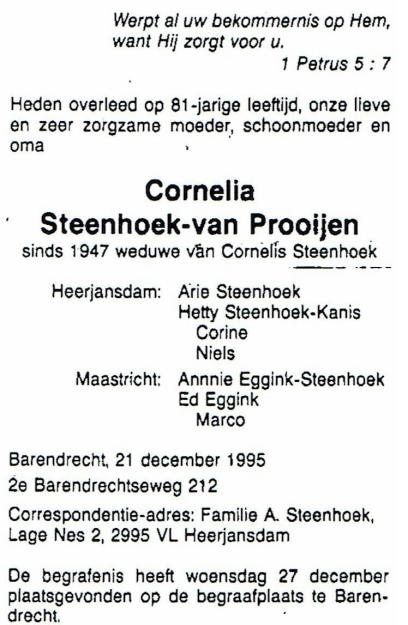 Werpt al uw bekommernis op Hem,
want Hij zorgt voor u.
1 Petrus 5 : 7
Heden overleed op 81-jarige leeftijd, onze lieve
en zeer zorgzame moeder, schoonmoeder en
oma
Cornelia
Steenhoek-van Prooijen
sinds 1947 weduwe van Cornelis Steenhoek
Heerjansdam: Arie Steenhoek
Hetty Steenhoek-Kanis
Corine
Niels
Maastricht: Annnie Eggink-Steenhoek
Ed Eggink
Marco
Barendrecht, 21 december 1995
2e Barendrechtseweg 212
Correspondentie-adres: Familie A. Steenhoek,
Lage Nes 2, 2995 VL Heerjansdam
De begrafenis heeft woensdag 27 december
plaatsgevonden op de begraafplaats te Baren-
drecht.